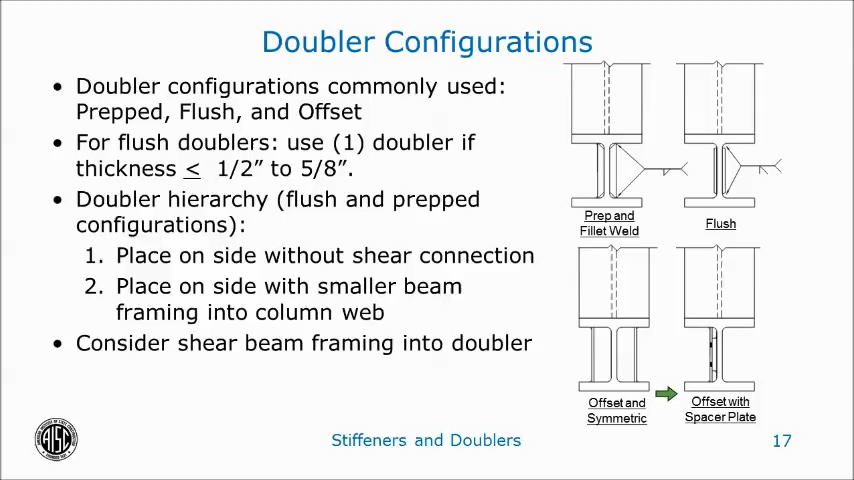 Doubler Configurations
• Doubler configurations commonly used:
Prepped, Flush, and Offset
• For flush doublers: use (1) doubler if
thickness < 1/2” to 5/8”.
• Doubler hierarchy (flush and prepped
configurations):
1. Place on side without shear connection
2. Place on side with smaller beam
framing into column web
• Consider shear beam framing into doubler
Prep and
Fillet Weld
Flush
Offset and
Symmetric
Offset with
Spacer Plate
AISC
Stiffeners and Doublers
17